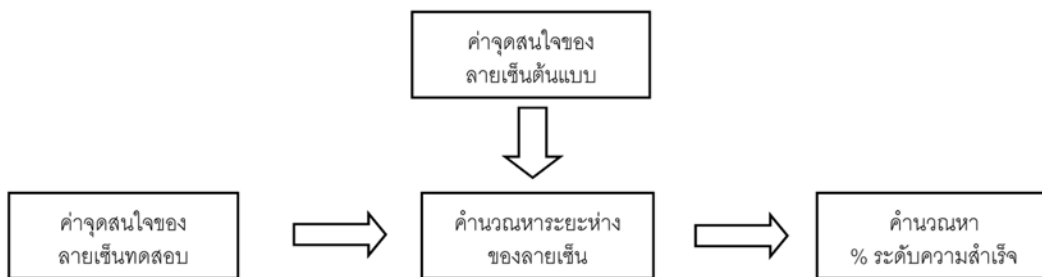 ค่าจุดสนใจของ
ลายเซ็นต้นแบบ
ค่าจุดสนใจของ
ลายเซ็นทดสอบ
คำนวณหาระยะห่าง
ของลายเซ็น
คำนวณหา
% ระดับความสำเร็จ